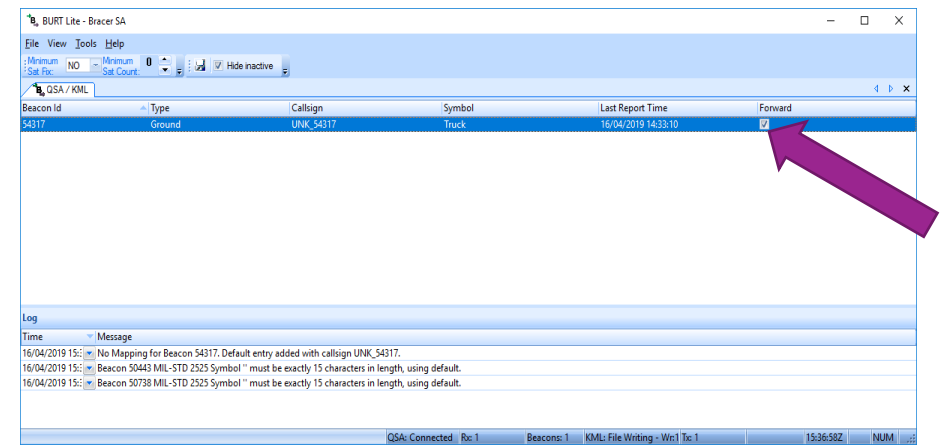 BURT Lite - Bracer SA
File View Tools Help
Minimum Sat Fix: NO Minimum Sat Count: 0 Hide inactive
QSA / KML
Beacon Id Type Callsign Symbol Last Report Time Forward
54317 Ground UNK_54317 Truck 16/04/2019 14:33:10
Log
Time Message
16/04/2019 15:: No Mapping for Beacon 54317. Default entry added with callsign UNK_54317.
16/04/2019 15:: Beacon 50443 MIL-STD 2525 Symbol '' must be exactly 15 characters in length, using default.
16/04/2019 15:: Beacon 50738 MIL-STD 2525 Symbol '' must be exactly 15 characters in length, using default.
QSA: Connected Rx: 1 Beacons: 1 KML: File Writing - Wr:1 Tx: 1 15:36:58Z NUM